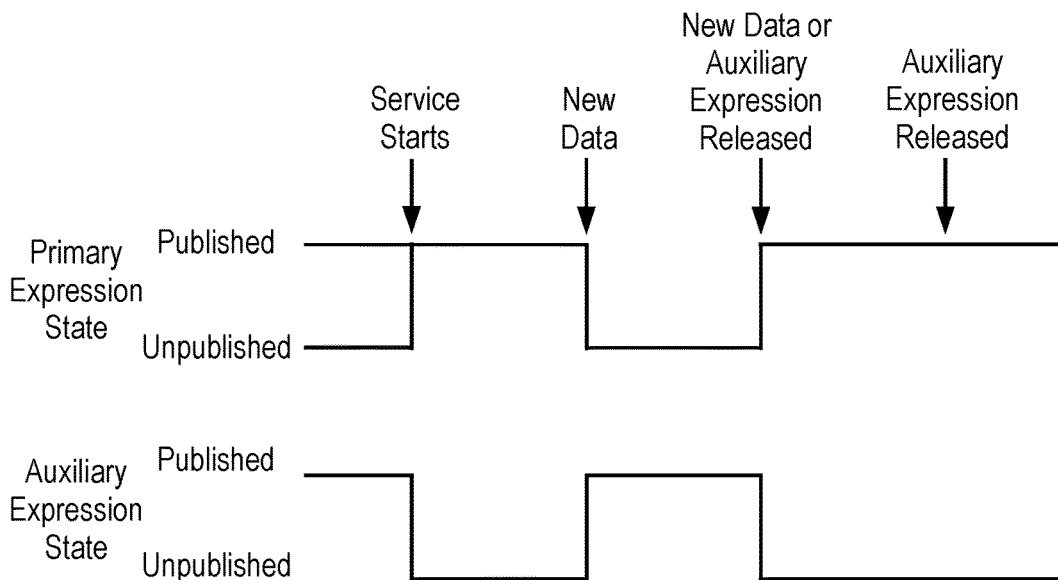 Service
Starts
New
Data
New Data or
Auxiliary
Expression
Released
Auxiliary
Expression
Released
Primary
Expression
State
Published
Unpublished
Auxiliary
Expression
State
Published
Unpublished